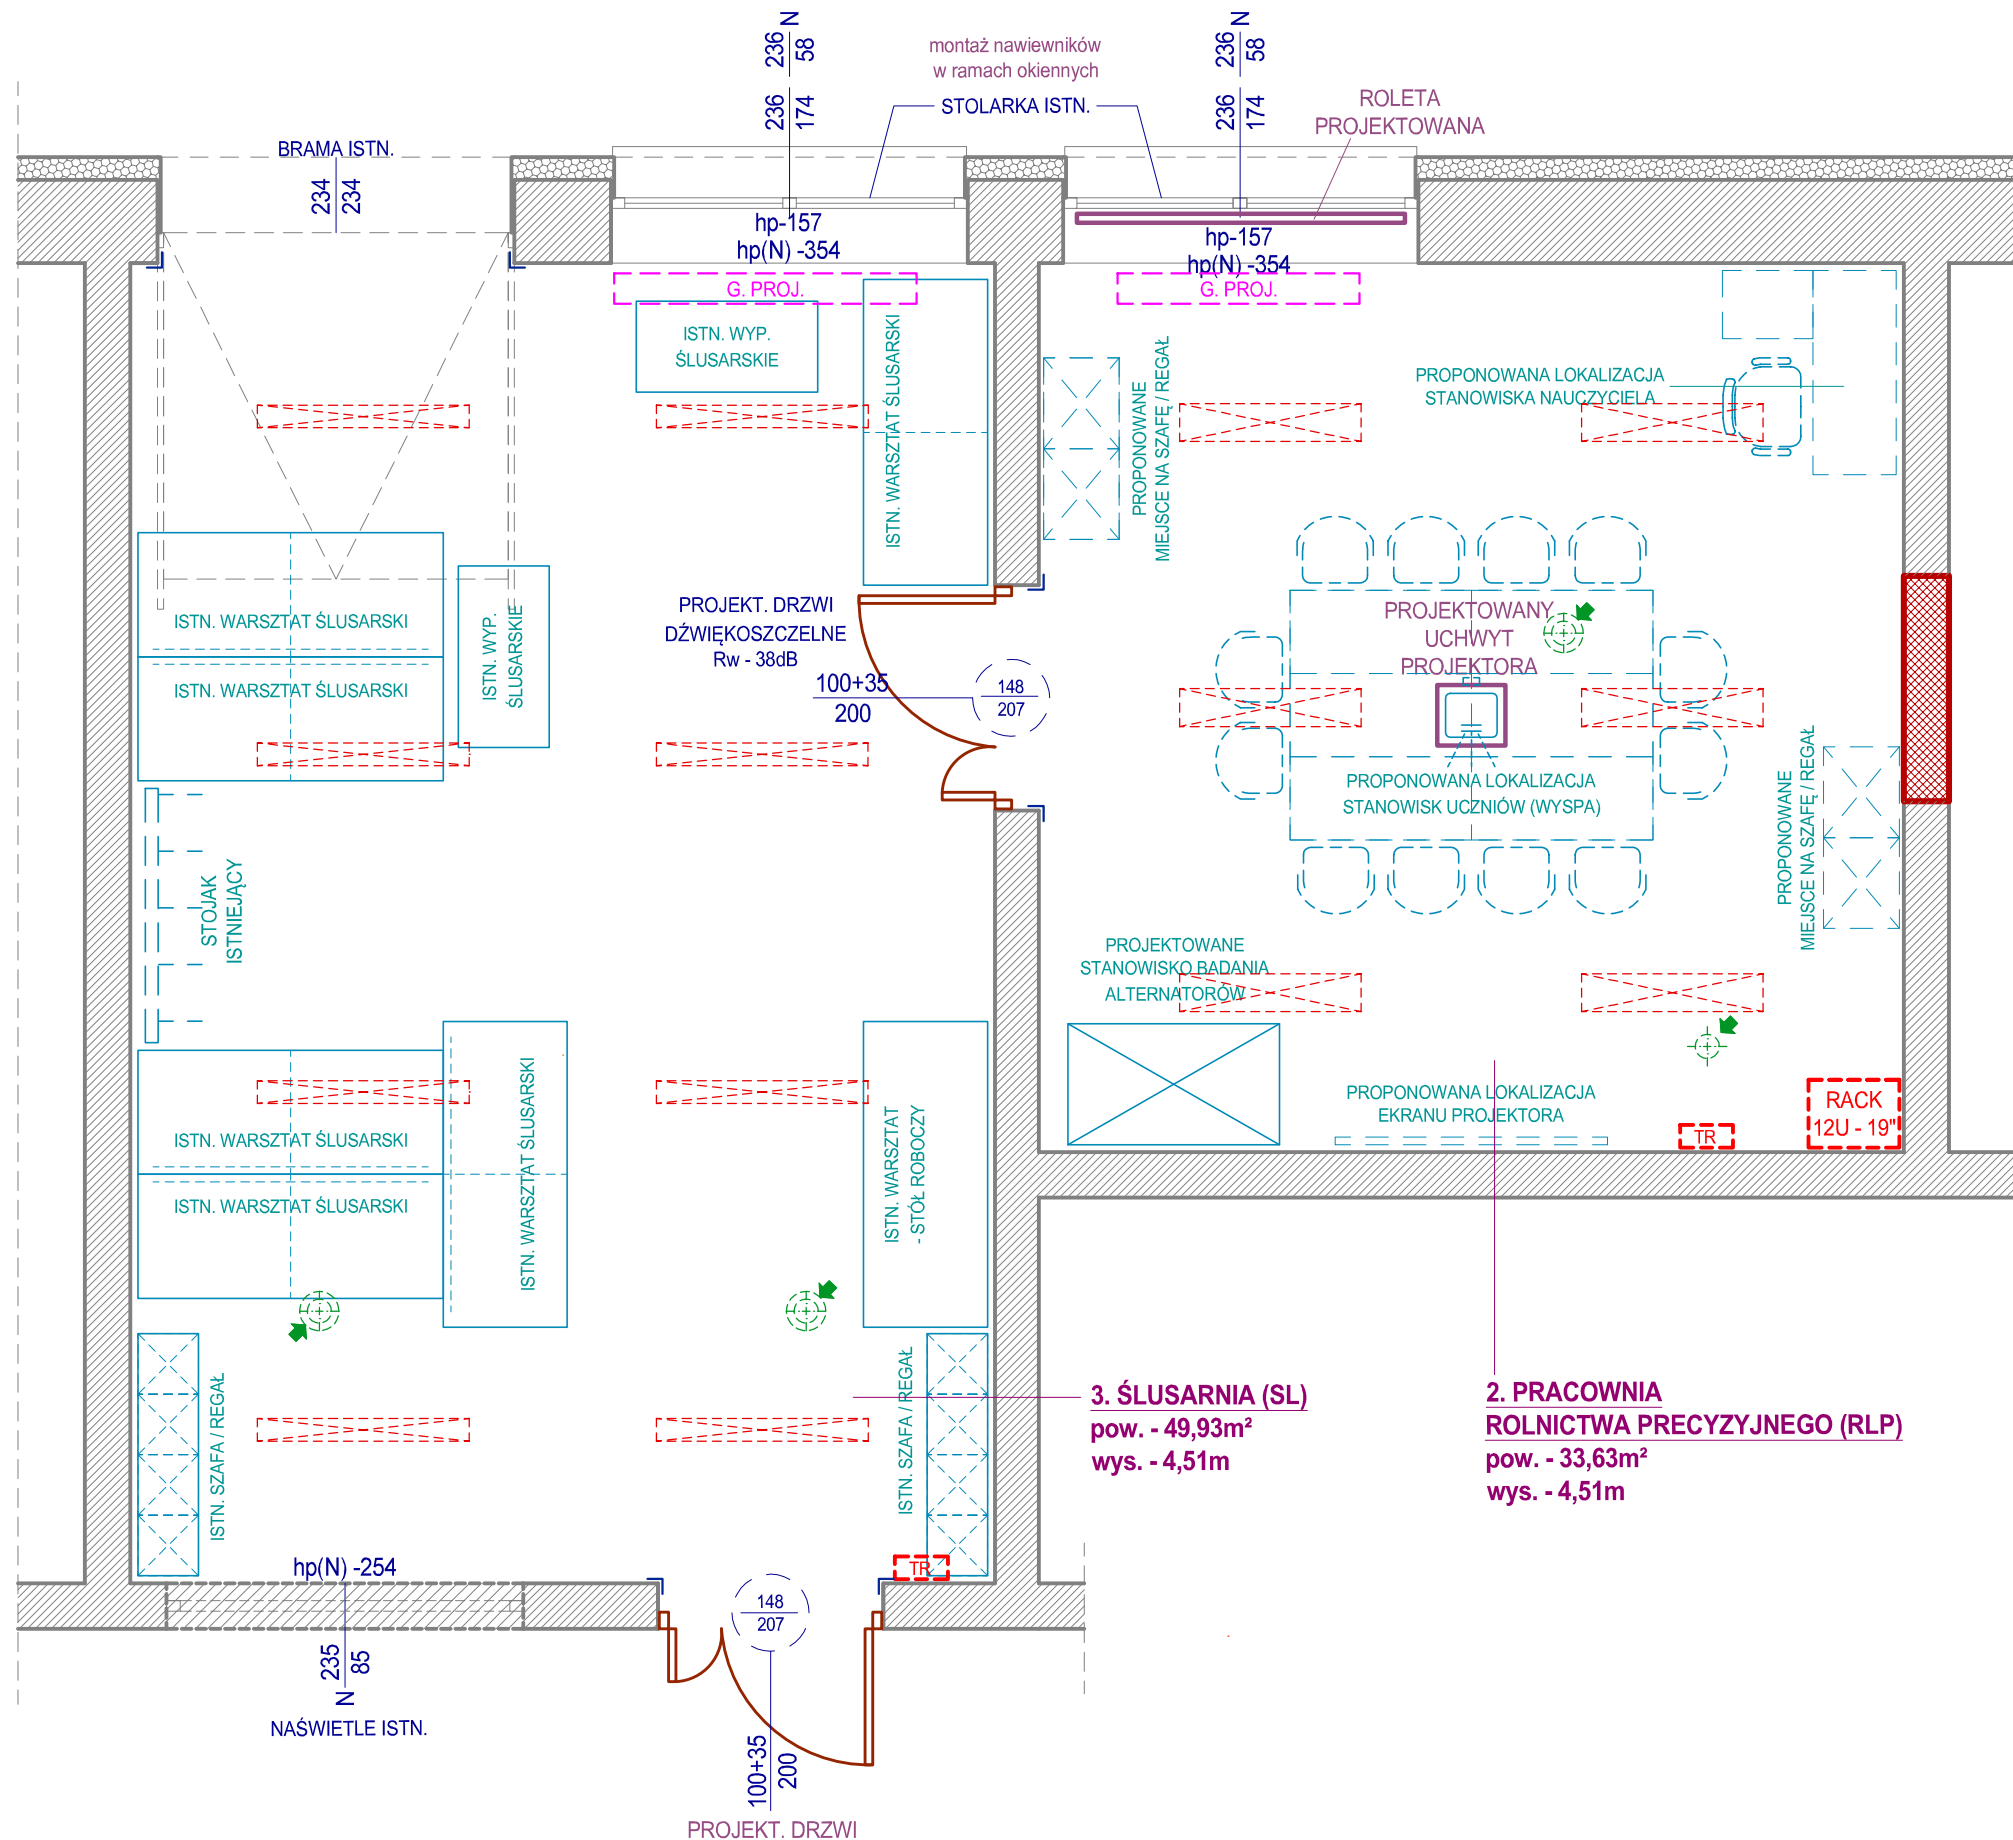 236
58
N
236
174
montaż nawiewników
w ramach okiennych
STOLARKA ISTN.
236
58
N
236
174
ROLETA
PROJEKTOWANA
BRAMA ISTN.
234
234
hp-157
hp(N) -354
hp-157
hp(N) -354
G. PROJ.
G. PROJ.
ISTN. WYP.
ŚLUSARSKIE
ISTN. WARSZTAT ŚLUSARSKI
PROPONOWANE
MIEJSCE NA SZAFĘ / REGAŁ
PROPONOWANA LOKALIZACJA
STANOWISKA NAUCZYCIELA
ISTN. WARSZTAT ŚLUSARSKI
ISTN. WARSZTAT ŚLUSARSKI
ISTN. WYP.
ŚLUSARSKIE
PROJEKT. DRZWI
DŹWIĘKOSZCZELNE
Rw - 38dB
100+35
200
148
207
PROJEKTOWANY
UCHWYT
PROJEKTORA
PROPONOWANA LOKALIZACJA
STANOWISK UCZNIÓW (WYSPA)
PROPONOWANE
MIEJSCE NA SZAFĘ / REGAŁ
STOJAK
ISTNIEJĄCY
PROJEKTOWANE
STANOWISKO BADANIA
ALTERNATORÓW
PROPONOWANA LOKALIZACJA
EKRANU PROJEKTORA
TR
RACK
12U - 19"
ISTN. WARSZTAT ŚLUSARSKI
ISTN. WARSZTAT ŚLUSARSKI
ISTN. WARSZTAT ŚLUSARSKI
ISTN. WARSZTAT
- STÓŁ ROBOCZY
ISTN. SZAFA / REGAŁ
ISTN. SZAFA / REGAŁ
3. ŚLUSARNIA (SL)
pow. - 49,93m²
wys. - 4,51m
2. PRACOWNIA
ROLNICTWA PRECYZYJNEGO (RLP)
pow. - 33,63m²
wys. - 4,51m
TR
hp(N) -254
235
85
N
NAŚWIETLE ISTN.
148
207
100+35
200
PROJEKT. DRZWI